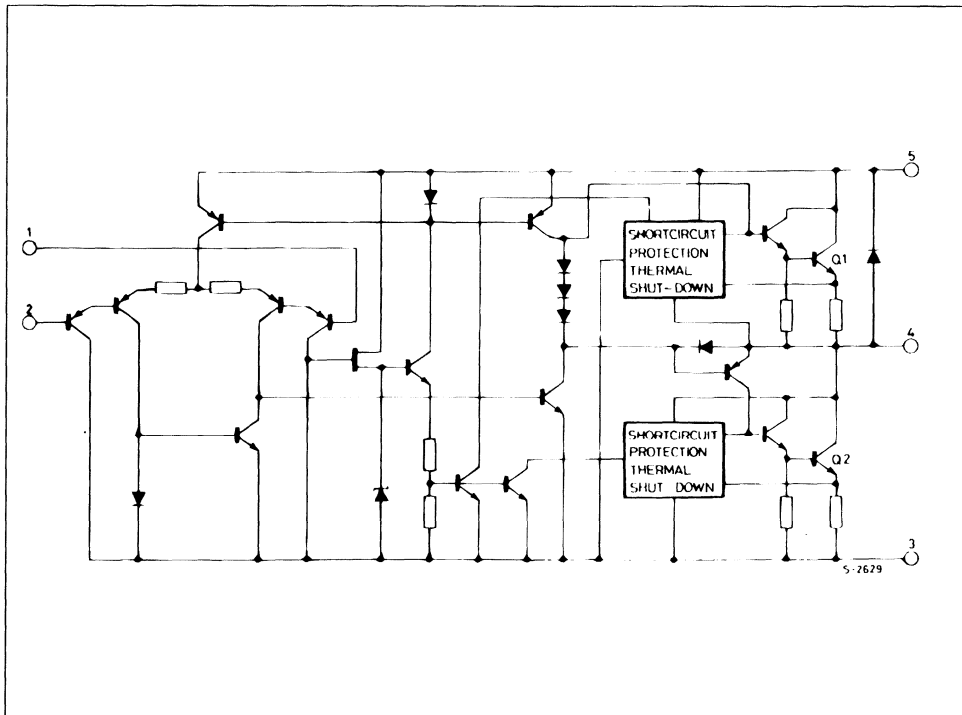 5
1
SHORTCIRCUIT
PROTECTION
THERMAL
SHUT-DOWN
Q1
2
4
SHORTCIRCUIT
PROTECTION
THERMAL
SHUT DOWN
Q2
3
S-2629